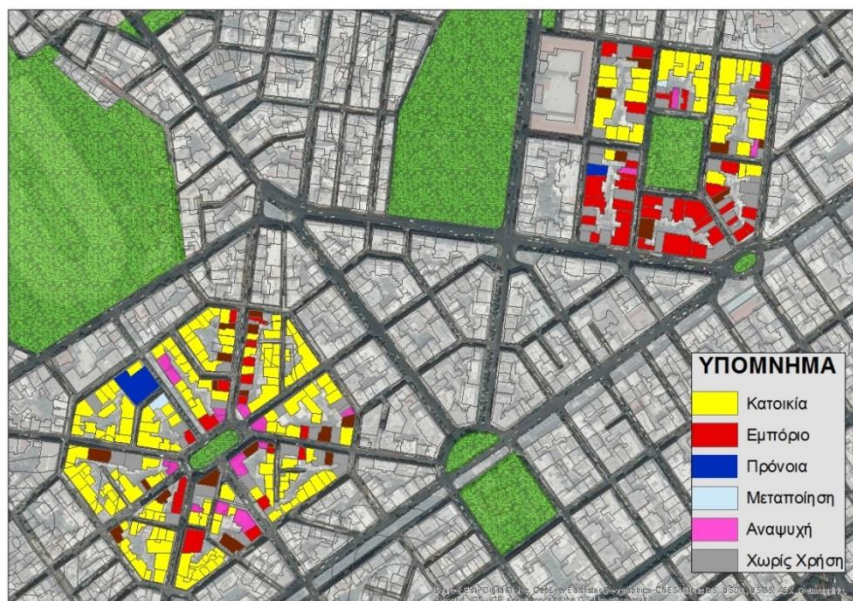 ΥΠΟΜΝΗΜΑ
Κατοικία
Εμπόριο
Πρόνοια
Μεταποίηση
Αναψυχή
Χωρίς Χρήση